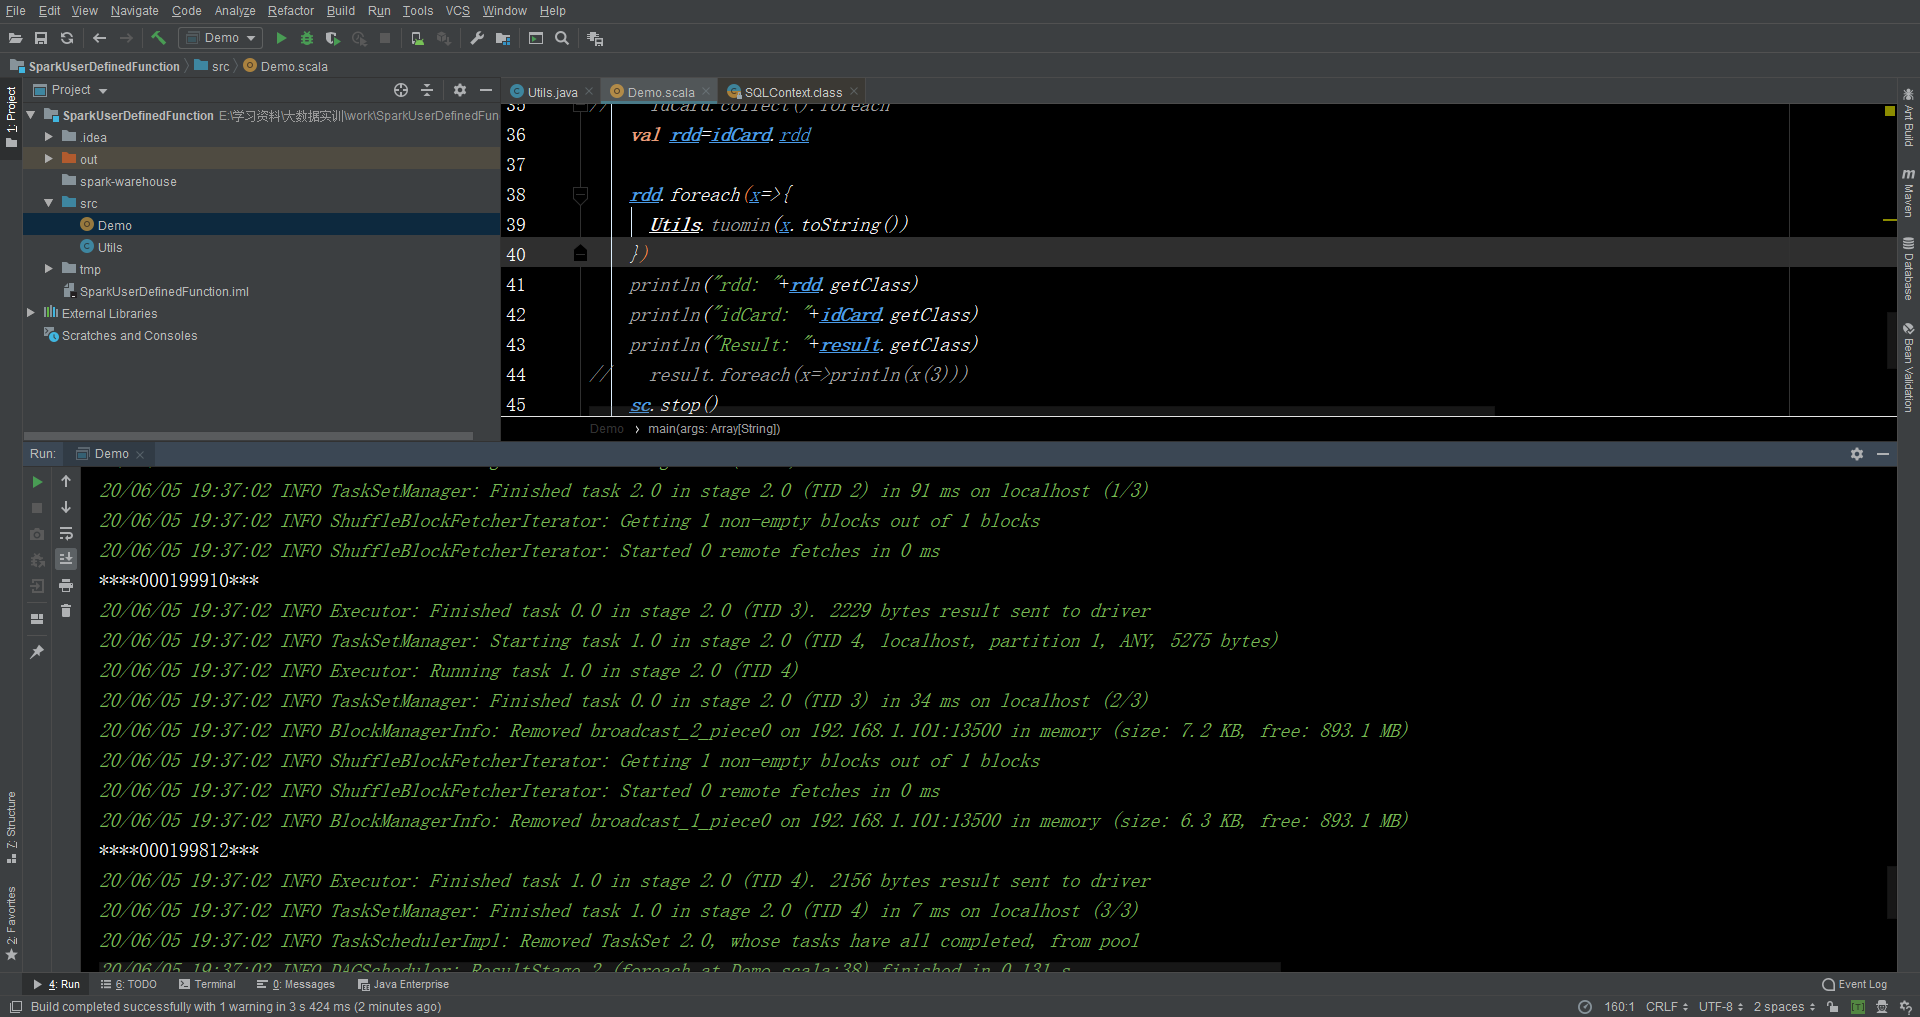 File Edit View Navigate Code Analyze Refactor Build Run Tools VCS Window Help
Demo
SparkUserDefinedFunction src Demo.scala
1: Project
Project
SparkUserDefinedFunction E:\学习资料\大数据实训\work\SparkUserDefinedFun
.idea
out
spark-warehouse
src
Demo
Utils
tmp
SparkUserDefinedFunction.iml
External Libraries
Scratches and Consoles
Utils.java Demo.scala SQLContext.class
35 // idCard.collect().foreach
36 val rdd=idCard.rdd
37
38 rdd.foreach(x=>{
39 Utils.tuomin(x.toString())
40 })
41 println("rdd: "+rdd.getClass)
42 println("idCard: "+idCard.getClass)
43 println("Result: "+result.getClass)
44 // result.foreach(x=>println(x(3)))
45 sc.stop()
Demo › main(args: Array[String])
Ant Build
Maven
Database
Bean Validation
Run: Demo
20/06/05 19:37:02 INFO TaskSetManager: Finished task 2.0 in stage 2.0 (TID 2) in 91 ms on localhost (1/3)
20/06/05 19:37:02 INFO ShuffleBlockFetcherIterator: Getting 1 non-empty blocks out of 1 blocks
20/06/05 19:37:02 INFO ShuffleBlockFetcherIterator: Started 0 remote fetches in 0 ms
****000199910***
20/06/05 19:37:02 INFO Executor: Finished task 0.0 in stage 2.0 (TID 3). 2229 bytes result sent to driver
20/06/05 19:37:02 INFO TaskSetManager: Starting task 1.0 in stage 2.0 (TID 4, localhost, partition 1, ANY, 5275 bytes)
20/06/05 19:37:02 INFO Executor: Running task 1.0 in stage 2.0 (TID 4)
20/06/05 19:37:02 INFO TaskSetManager: Finished task 0.0 in stage 2.0 (TID 3) in 34 ms on localhost (2/3)
20/06/05 19:37:02 INFO BlockManagerInfo: Removed broadcast_2_piece0 on 192.168.1.101:13500 in memory (size: 7.2 KB, free: 893.1 MB)
20/06/05 19:37:02 INFO ShuffleBlockFetcherIterator: Getting 1 non-empty blocks out of 1 blocks
20/06/05 19:37:02 INFO ShuffleBlockFetcherIterator: Started 0 remote fetches in 0 ms
20/06/05 19:37:02 INFO BlockManagerInfo: Removed broadcast_1_piece0 on 192.168.1.101:13500 in memory (size: 6.3 KB, free: 893.1 MB)
****000199812***
20/06/05 19:37:02 INFO Executor: Finished task 1.0 in stage 2.0 (TID 4). 2156 bytes result sent to driver
20/06/05 19:37:02 INFO TaskSetManager: Finished task 1.0 in stage 2.0 (TID 4) in 7 ms on localhost (3/3)
20/06/05 19:37:02 INFO TaskSchedulerImpl: Removed TaskSet 2.0, whose tasks have all completed, from pool
20/06/05 19:37:02 INFO DAGScheduler: ResultStage 2 (foreach at Demo.scala:38) finished in 0.131 s
7: Structure
2: Favorites
4: Run 6: TODO Terminal 0: Messages Java Enterprise Event Log
Build completed successfully with 1 warning in 3 s 424 ms (2 minutes ago) 160:1 CRLF UTF-8 2 spaces